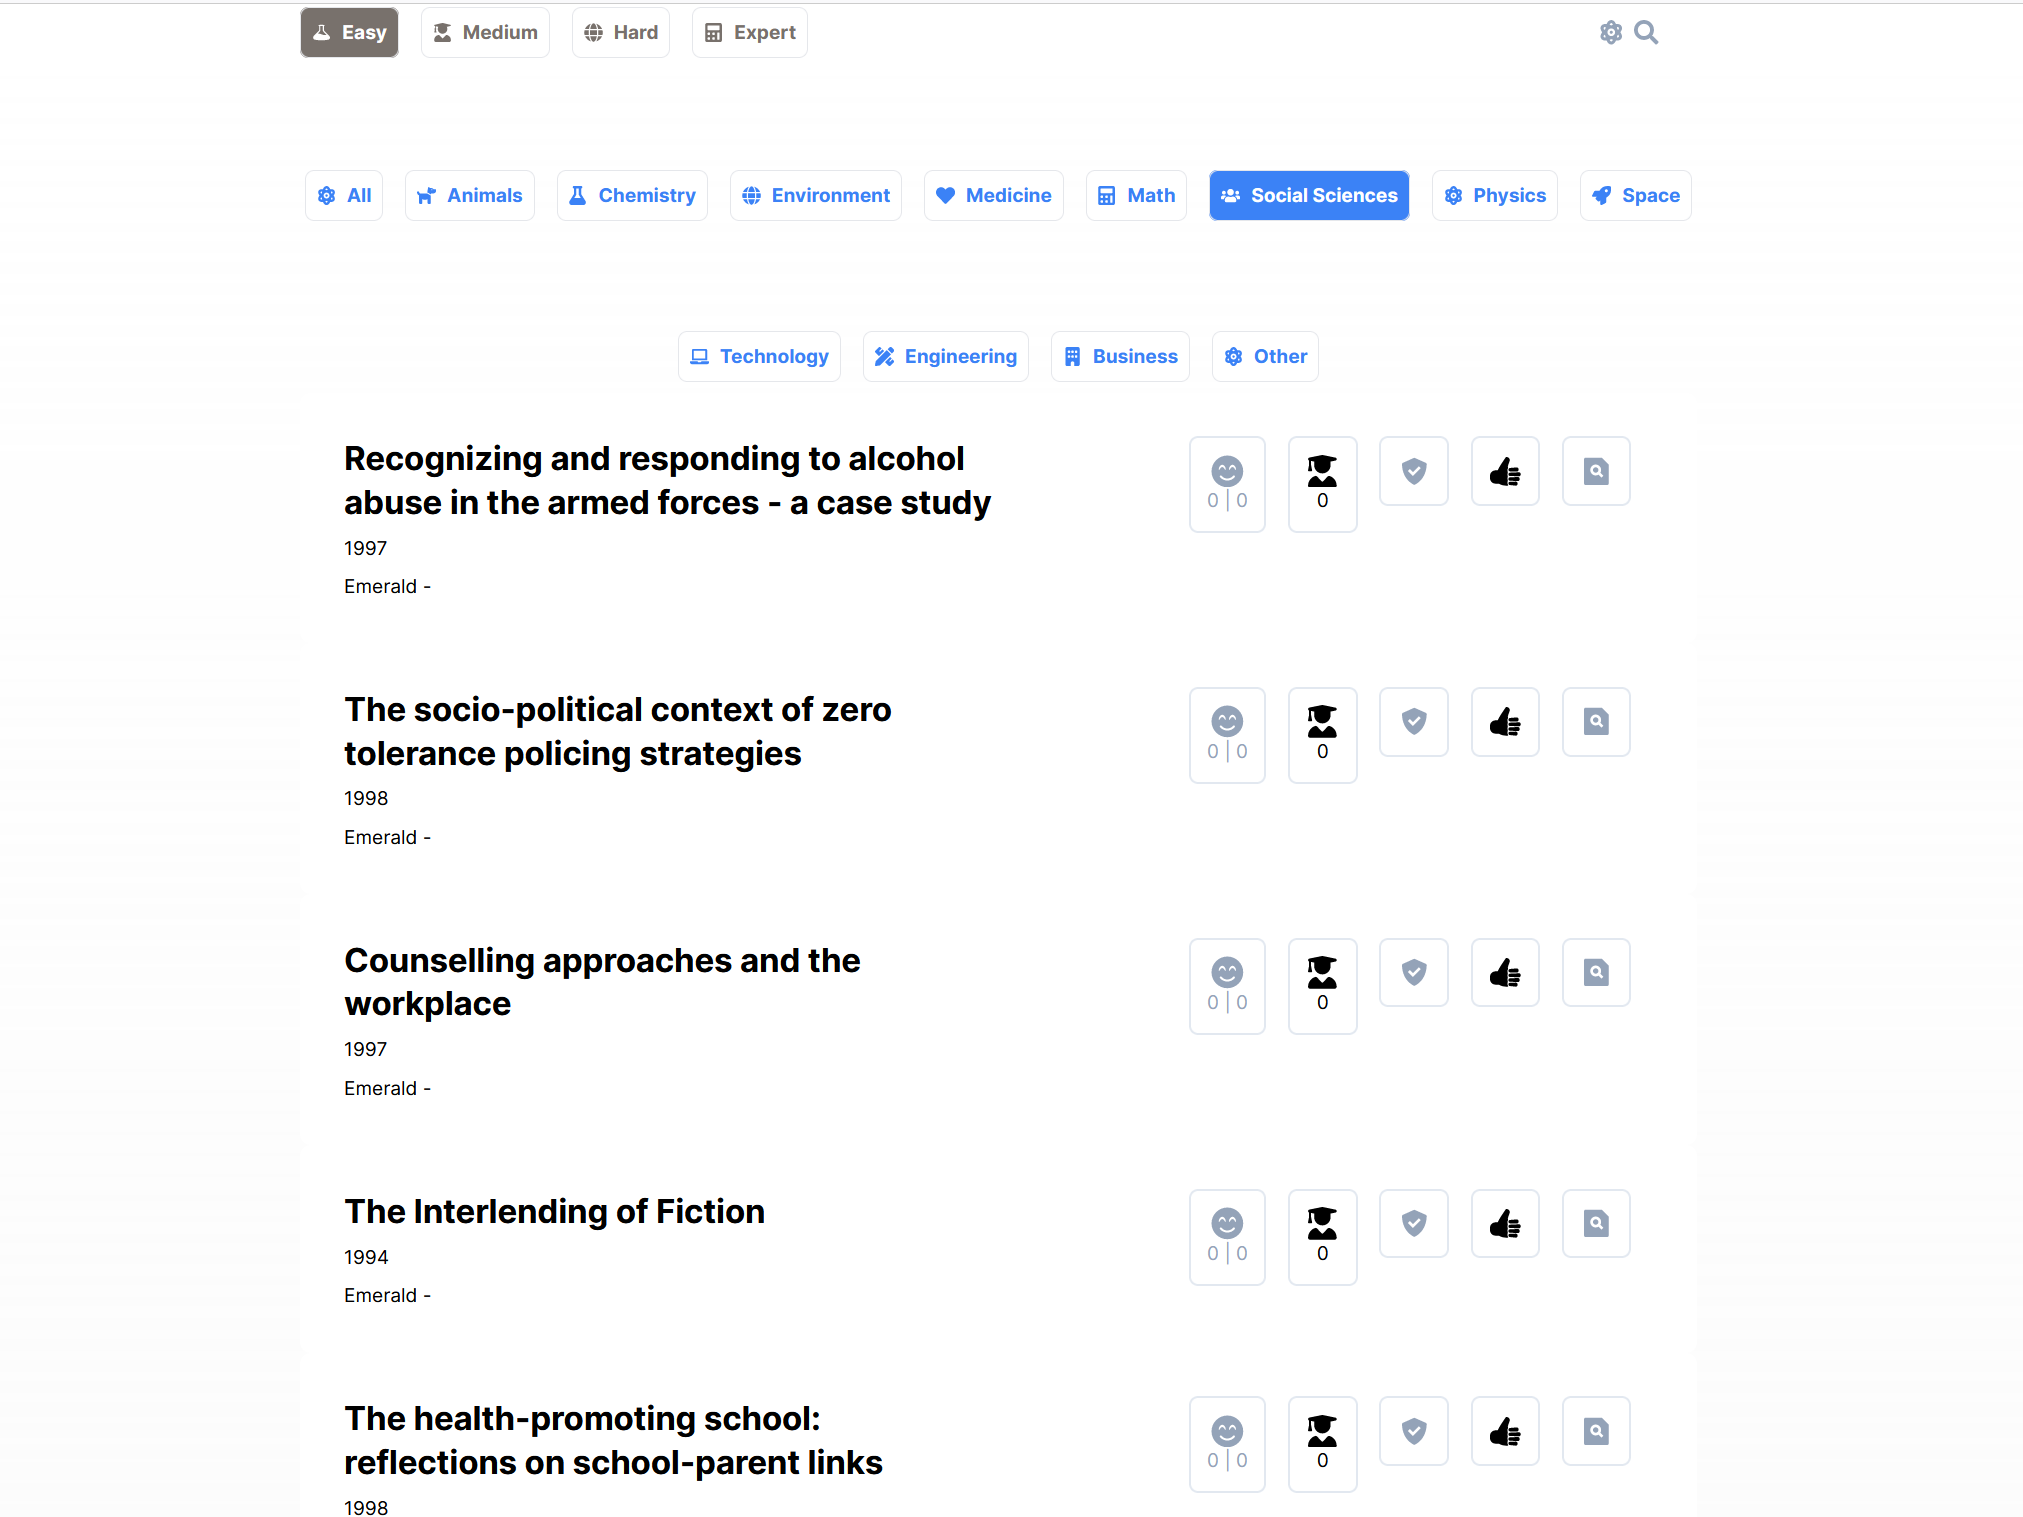 Easy Medium Hard Expert
All Animals Chemistry Environment Medicine Math Social Sciences Physics Space
Technology Engineering Business Other
Recognizing and responding to alcohol
abuse in the armed forces - a case study
0 | 0 0
1997
Emerald -
The socio-political context of zero
tolerance policing strategies
0 | 0 0
1998
Emerald -
Counselling approaches and the
workplace
0 | 0 0
1997
Emerald -
The Interlending of Fiction
0 | 0 0
1994
Emerald -
The health-promoting school:
reflections on school-parent links
0 | 0 0
1998